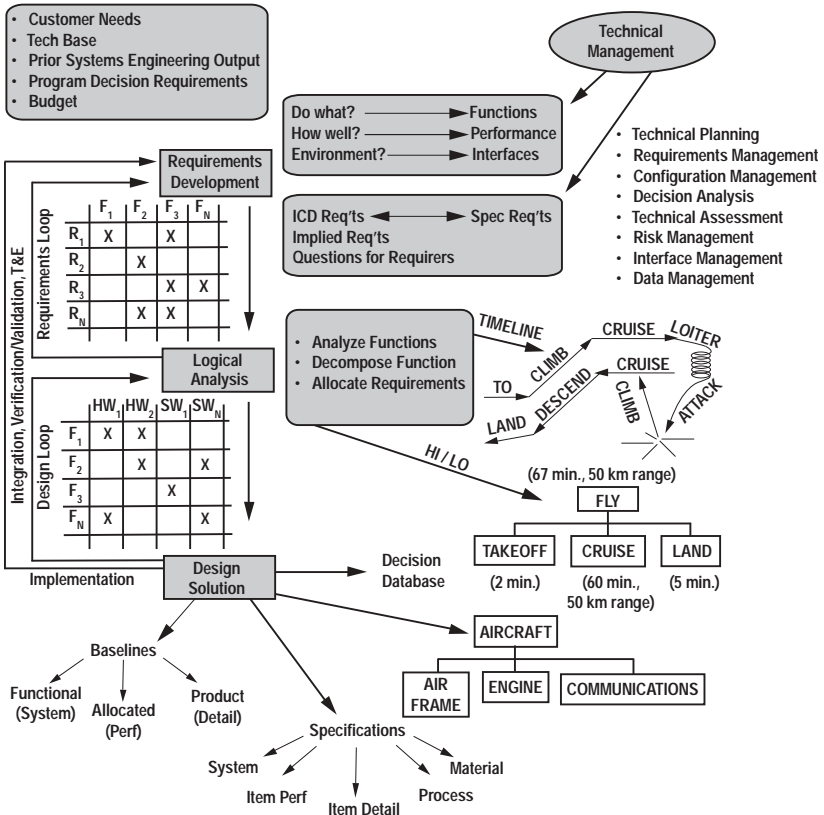 • Customer Needs
• Tech Base
• Prior Systems Engineering Output
• Program Decision Requirements
• Budget
Technical
Management
Do what? Functions
How well? Performance
Environment? Interfaces
• Technical Planning
• Requirements Management
• Configuration Management
• Decision Analysis
• Technical Assessment
• Risk Management
• Interface Management
• Data Management
ICD Req'ts Spec Req'ts
Implied Req'ts
Questions for Requirers
Requirements
Development
Integration, Verification/Validation, T&E
Requirements Loop
F1 F2 F3 FN
R1 X X
R2 X
R3 X X
RN X X
Logical
Analysis
• Analyze Functions
• Decompose Function
• Allocate Requirements
TIMELINE
TO
CLIMB
CRUISE
LOITER
ATTACK
CLIMB
CRUISE
DESCEND
LAND
Design Loop
HW1 HW2 SW1 SWN
F1 X X
F2 X X
F3 X
FN X X
HI / LO
(67 min., 50 km range)
FLY
TAKEOFF CRUISE LAND
(2 min.) (60 min., (5 min.)
50 km range)
Implementation
Design
Solution
Decision
Database
AIRCRAFT
AIR
FRAME
ENGINE
COMMUNICATIONS
Baselines
Functional
(System)
Allocated
(Perf)
Product
(Detail)
Specifications
System
Item Perf
Item Detail
Process
Material